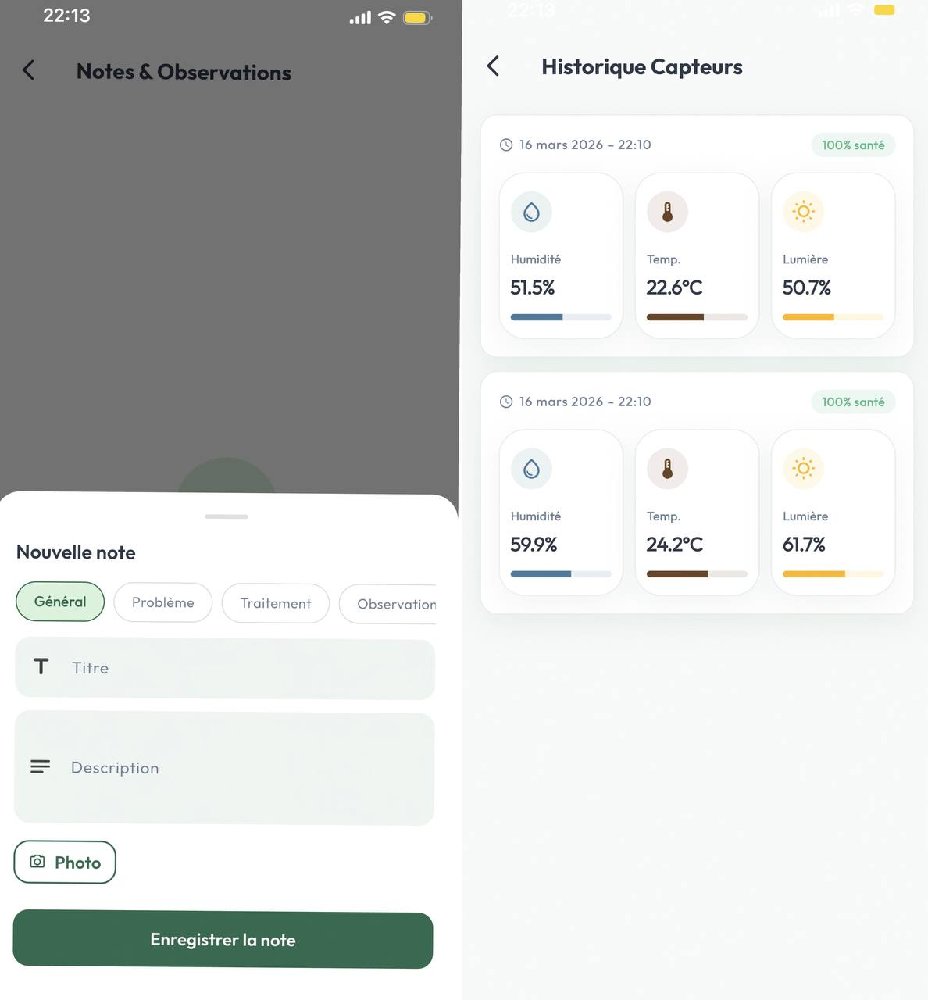 22:13
Notes & Observations
Nouvelle note
Général
Problème
Traitement
Observation
Titre
Description
Photo
Enregistrer la note
22:13
Historique Capteurs
16 mars 2026 – 22:10
100% santé
Humidité
Temp.
Lumière
51.5%
22.6°C
50.7%
16 mars 2026 – 22:10
100% santé
Humidité
Temp.
Lumière
59.9%
24.2°C
61.7%